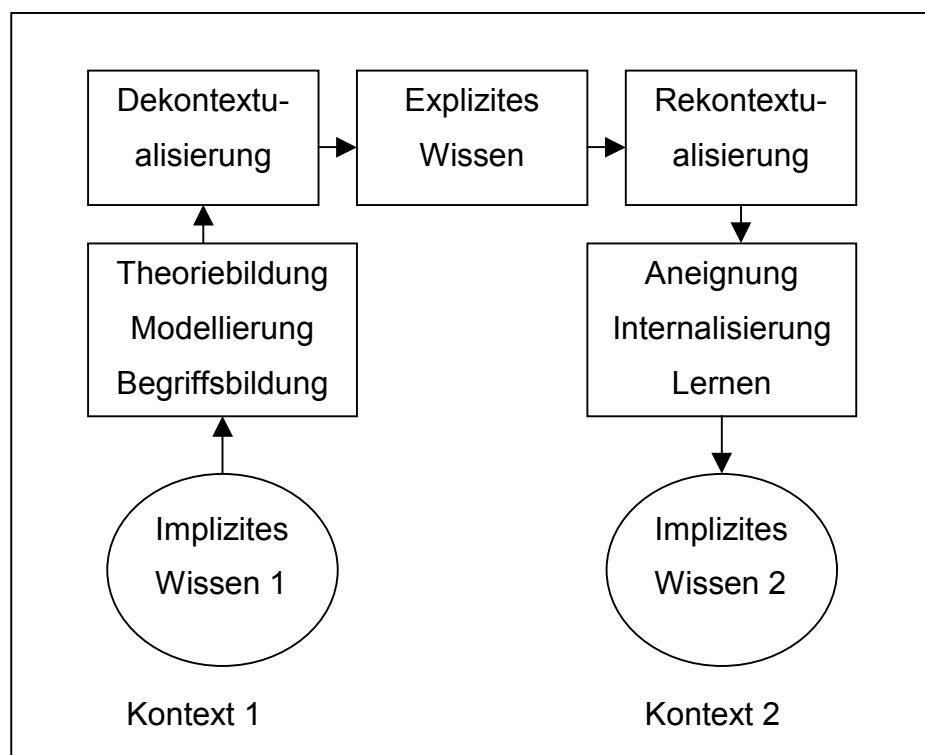 Dekontextu-
alisierung
Explizites
Wissen
Rekontextu-
alisierung
Theoriebildung
Modellierung
Begriffsbildung
Aneignung
Internalisierung
Lernen
Implizites
Wissen 1
Implizites
Wissen 2
Kontext 1
Kontext 2